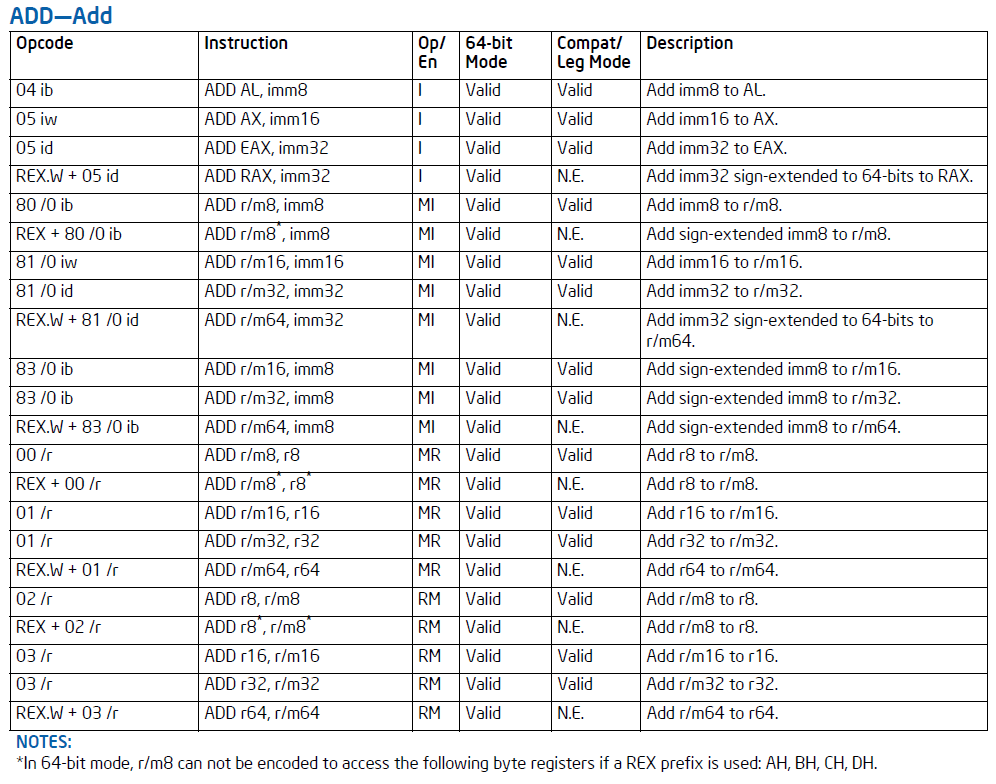 ADD—Add
Opcode Instruction Op/ 64-bit Compat/ Description
En Mode Leg Mode
04 ib ADD AL, imm8 I Valid Valid Add imm8 to AL.
05 iw ADD AX, imm16 I Valid Valid Add imm16 to AX.
05 id ADD EAX, imm32 I Valid Valid Add imm32 to EAX.
REX.W + 05 id ADD RAX, imm32 I Valid N.E. Add imm32 sign-extended to 64-bits to RAX.
80 /0 ib ADD r/m8, imm8 MI Valid Valid Add imm8 to r/m8.
REX + 80 /0 ib ADD r/m8*, imm8 MI Valid N.E. Add sign-extended imm8 to r/m8.
81 /0 iw ADD r/m16, imm16 MI Valid Valid Add imm16 to r/m16.
81 /0 id ADD r/m32, imm32 MI Valid Valid Add imm32 to r/m32.
REX.W + 81 /0 id ADD r/m64, imm32 MI Valid N.E. Add imm32 sign-extended to 64-bits to
r/m64.
83 /0 ib ADD r/m16, imm8 MI Valid Valid Add sign-extended imm8 to r/m16.
83 /0 ib ADD r/m32, imm8 MI Valid Valid Add sign-extended imm8 to r/m32.
REX.W + 83 /0 ib ADD r/m64, imm8 MI Valid N.E. Add sign-extended imm8 to r/m64.
00 /r ADD r/m8, r8 MR Valid Valid Add r8 to r/m8.
REX + 00 /r ADD r/m8*, r8* MR Valid N.E. Add r8 to r/m8.
01 /r ADD r/m16, r16 MR Valid Valid Add r16 to r/m16.
01 /r ADD r/m32, r32 MR Valid Valid Add r32 to r/m32.
REX.W + 01 /r ADD r/m64, r64 MR Valid N.E. Add r64 to r/m64.
02 /r ADD r8, r/m8 RM Valid Valid Add r/m8 to r8.
REX + 02 /r ADD r8*, r/m8* RM Valid N.E. Add r/m8 to r8.
03 /r ADD r16, r/m16 RM Valid Valid Add r/m16 to r16.
03 /r ADD r32, r/m32 RM Valid Valid Add r/m32 to r32.
REX.W + 03 /r ADD r64, r/m64 RM Valid N.E. Add r/m64 to r64.
NOTES:
*In 64-bit mode, r/m8 can not be encoded to access the following byte registers if a REX prefix is used: AH, BH, CH, DH.